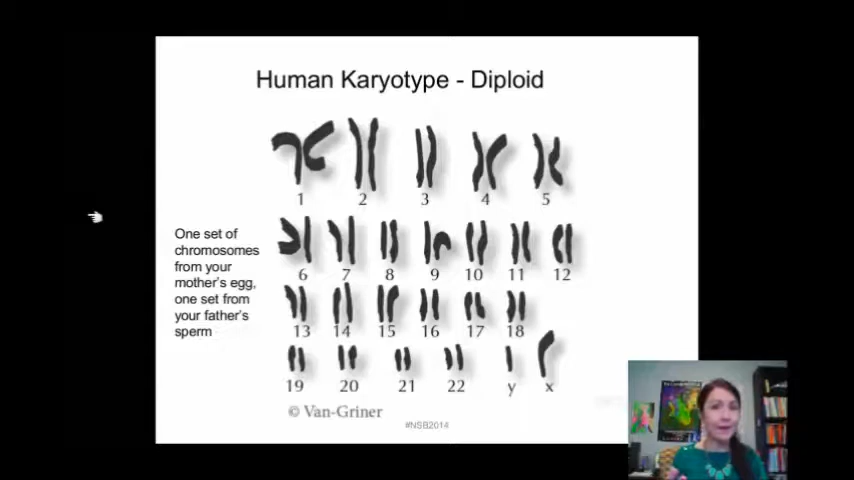 Human Karyotype - Diploid
1 2 3 4 5
One set of
chromosomes
from your
mother's egg,
one set from
your father's
sperm
6 7 8 9 10 11 12
13 14 15 16 17 18
19 20 21 22 y x
© Van-Griner
#NSB2014